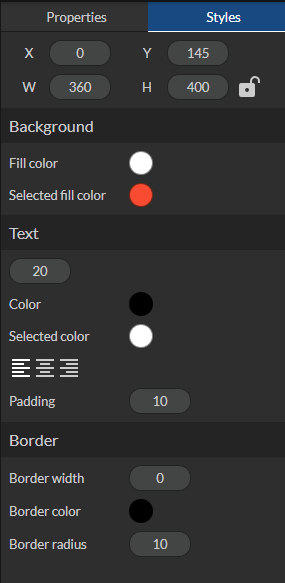 Properties Styles
X 0 Y 145
W 360 H 400
Background
Fill color
Selected fill color
Text
20
Color
Selected color
Padding 10
Border
Border width 0
Border color
Border radius 10